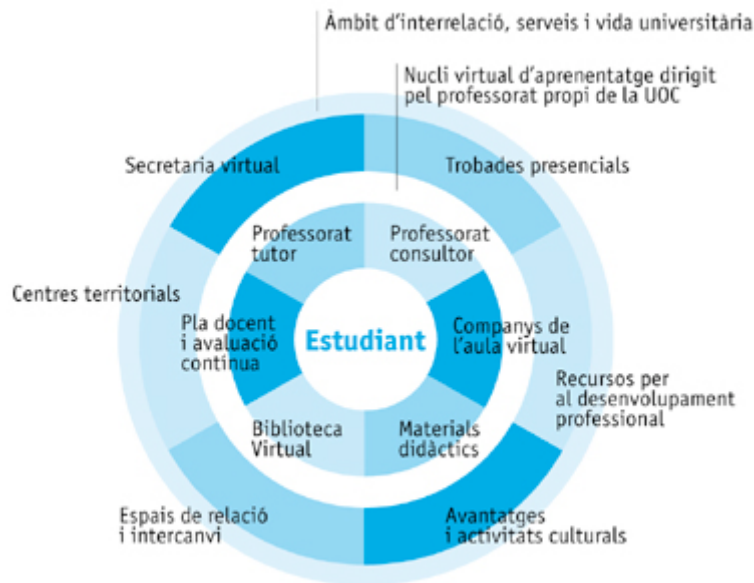 Àmbit d'interrelació, serveis i vida universitària
Nucli virtual d'aprenentatge dirigit
pel professorat propi de la UOC
Secretaria virtual
Trobades presencials
Professorat
tutor
Professorat
consultor
Centres territorials
Pla docent
i avaluació
contínua
Estudiant
Companys de
l'aula virtual
Recursos per
al desenvolupament
professional
Biblioteca
Virtual
Materials
didàctics
Espais de relació
i intercanvi
Avantatges
i activitats culturals